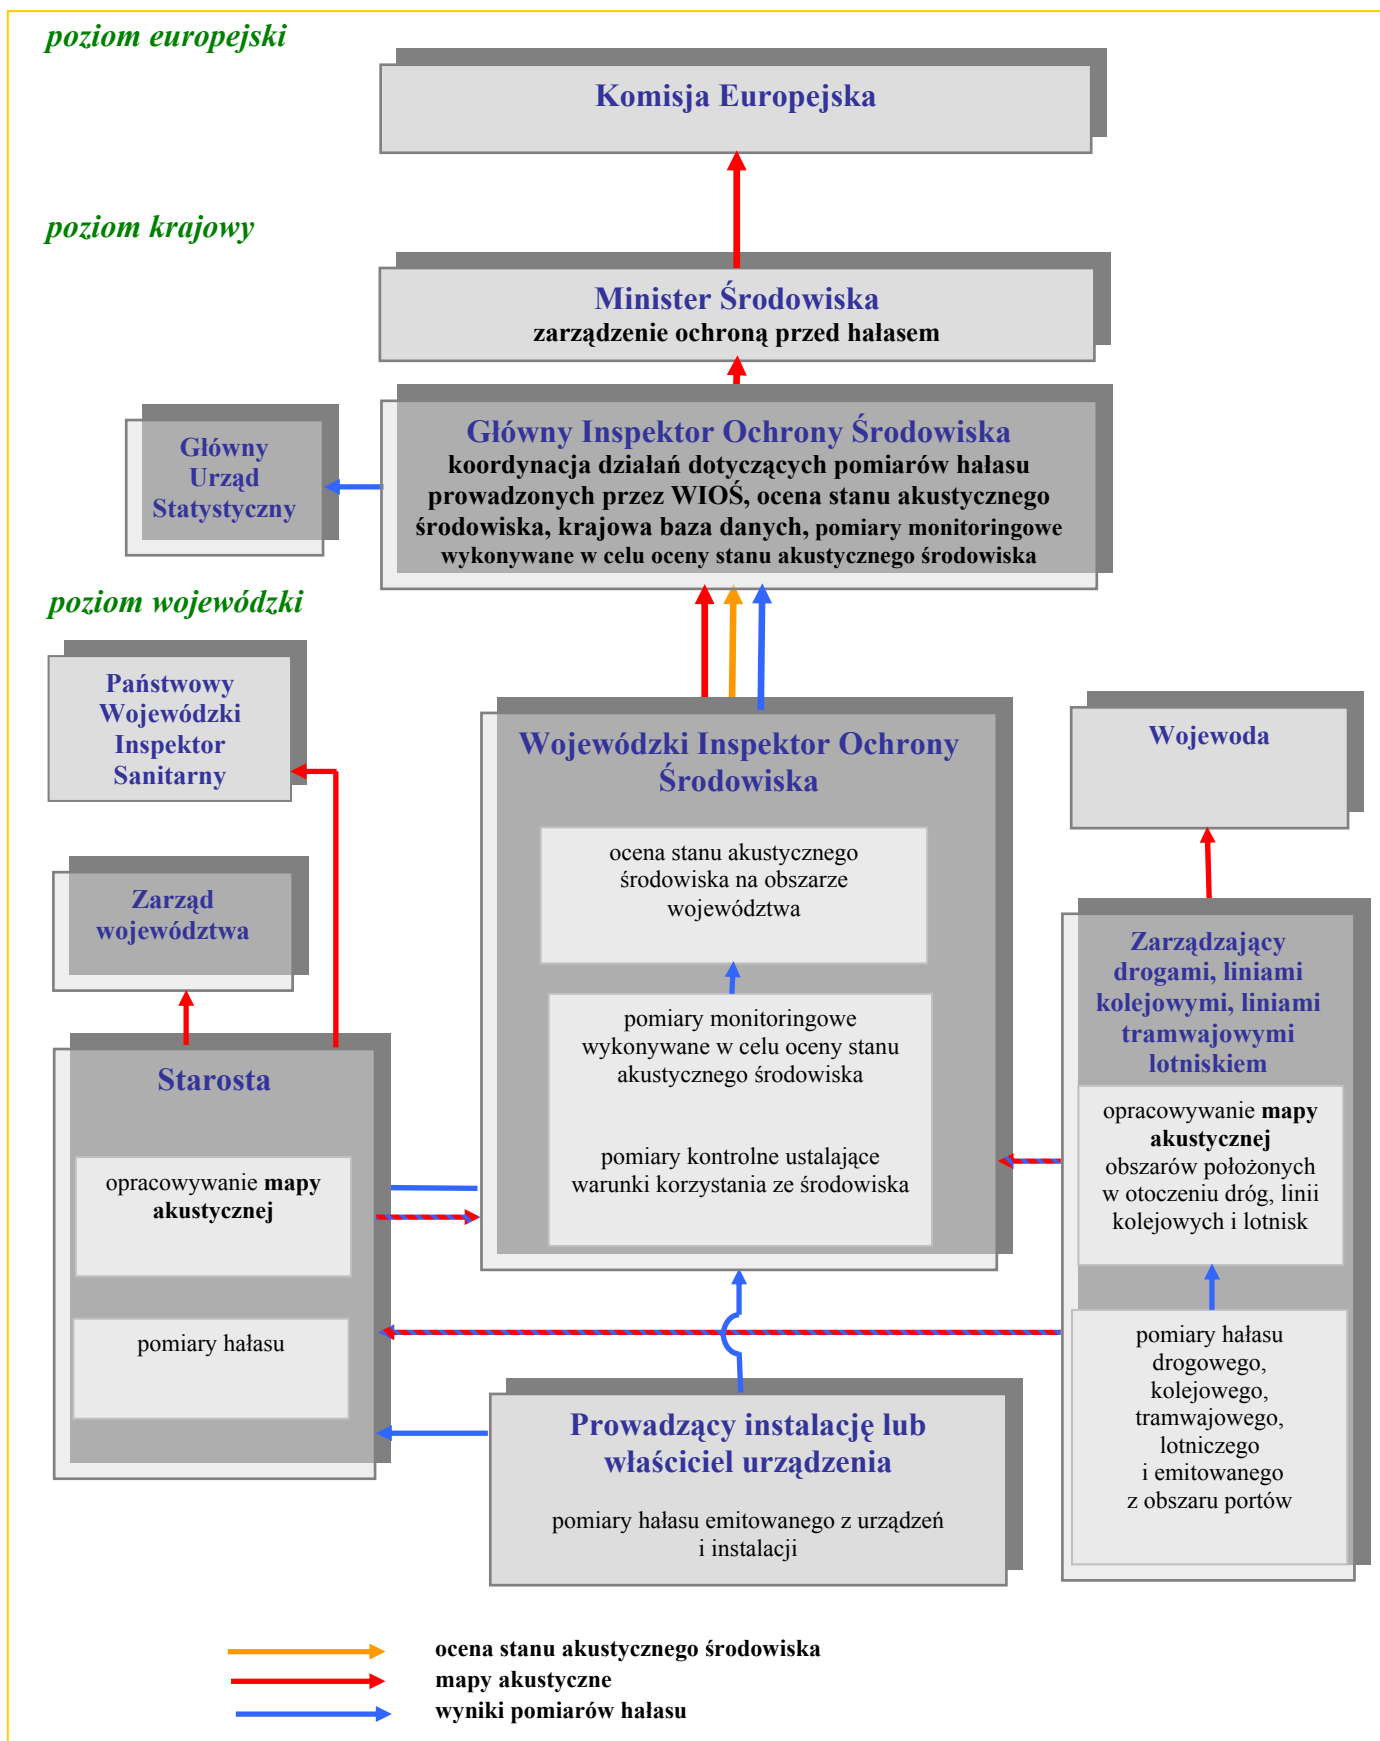 poziom europejski
Komisja Europejska
poziom krajowy
Minister Środowiska
zarządzenie ochroną przed hałasem
Główny
Urząd
Statystyczny
Główny Inspektor Ochrony Środowiska
koordynacja działań dotyczących pomiarów hałasu
prowadzonych przez WIOŚ, ocena stanu akustycznego
środowiska, krajowa baza danych, pomiary monitoringowe
wykonywane w celu oceny stanu akustycznego środowiska
poziom wojewódzki
Państwowy
Wojewódzki
Inspektor
Sanitarny
Wojewódzki Inspektor Ochrony
Środowiska
ocena stanu akustycznego
środowiska na obszarze
województwa
pomiary monitoringowe
wykonywane w celu oceny stanu
akustycznego środowiska
pomiary kontrolne ustalające
warunki korzystania ze środowiska
Wojewoda
Zarząd
województwa
Starosta
opracowywanie mapy
akustycznej
pomiary hałasu
Zarządzający
drogami, liniami
kolejowymi, liniami
tramwajowymi
lotniskiem
opracowywanie mapy
akustycznej
obszarów położonych
w otoczeniu dróg, linii
kolejowych i lotnisk
pomiary hałasu
drogowego,
kolejowego,
tramwajowego,
lotniczego
i emitowanego
z obszaru portów
Prowadzący instalację lub
właściciel urządzenia
pomiary hałasu emitowanego z urządzeń
i instalacji
ocena stanu akustycznego środowiska
mapy akustyczne
wyniki pomiarów hałasu